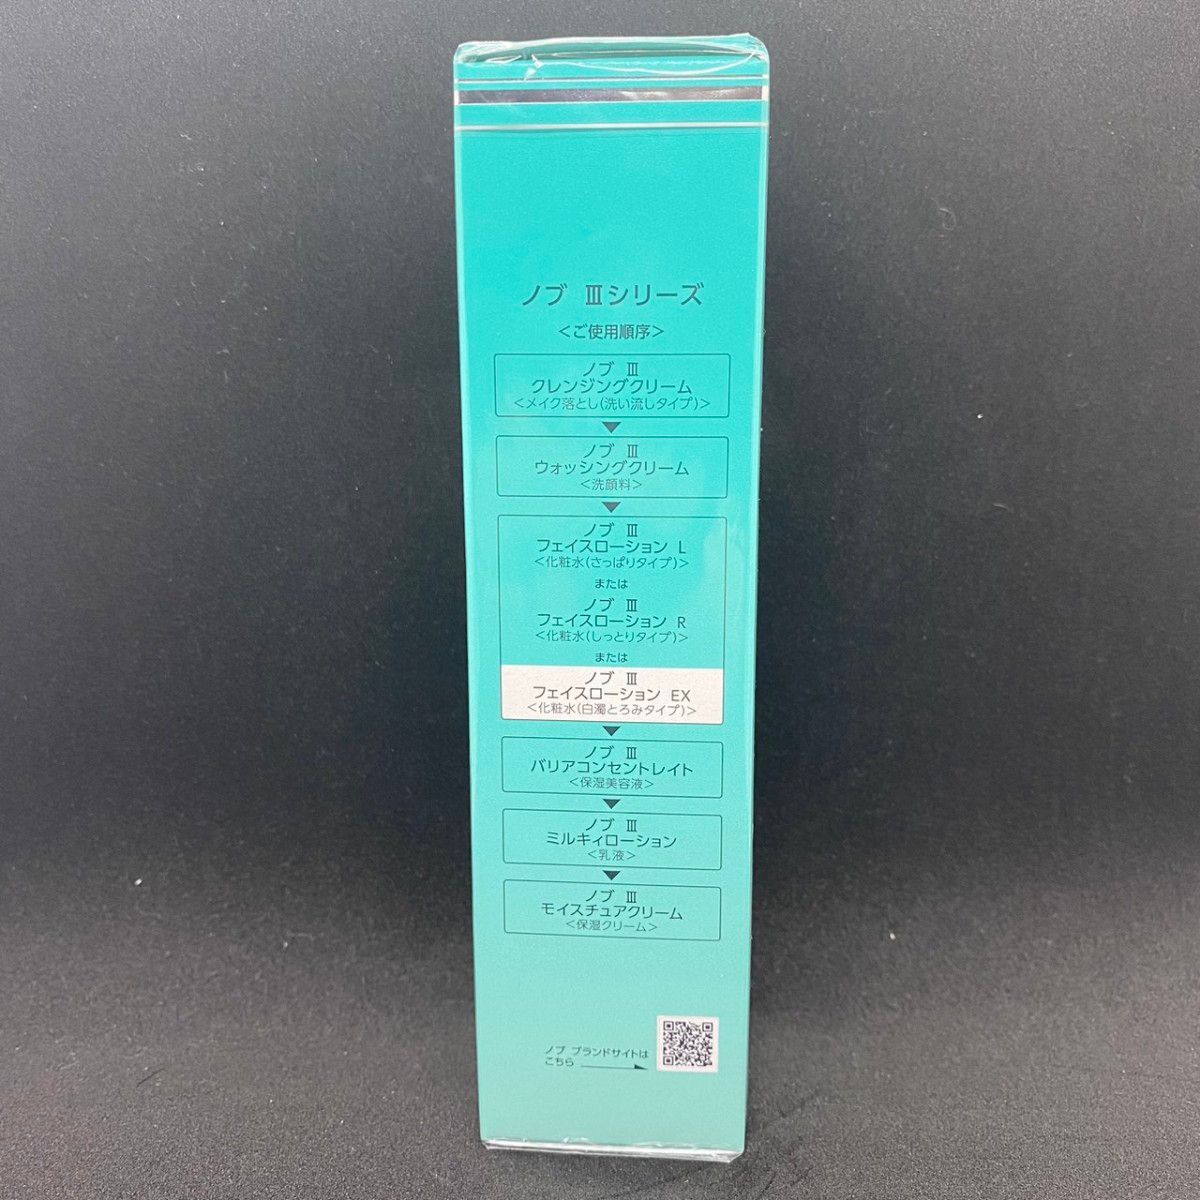 ノブ Ⅲシリーズ
<ご使用順序>
ノブ Ⅲ
クレンジングクリーム
<メイク落とし(洗い流しタイプ)>
ノブ Ⅲ
ウォッシングクリーム
<洗顔料>
ノブ Ⅲ
フェイスローション L
<化粧水(さっぱりタイプ)>
または
ノブ Ⅲ
フェイスローション R
<化粧水(しっとりタイプ)>
または
ノブ Ⅲ
フェイスローション EX
<化粧水(白濁とろみタイプ)>
ノブ Ⅲ
バリアコンセントレイト
<保湿美容液>
ノブ Ⅲ
ミルキィローション
<乳液>
ノブ Ⅲ
モイスチュアクリーム
<保湿クリーム>
ノブ ブランドサイトは
こちら